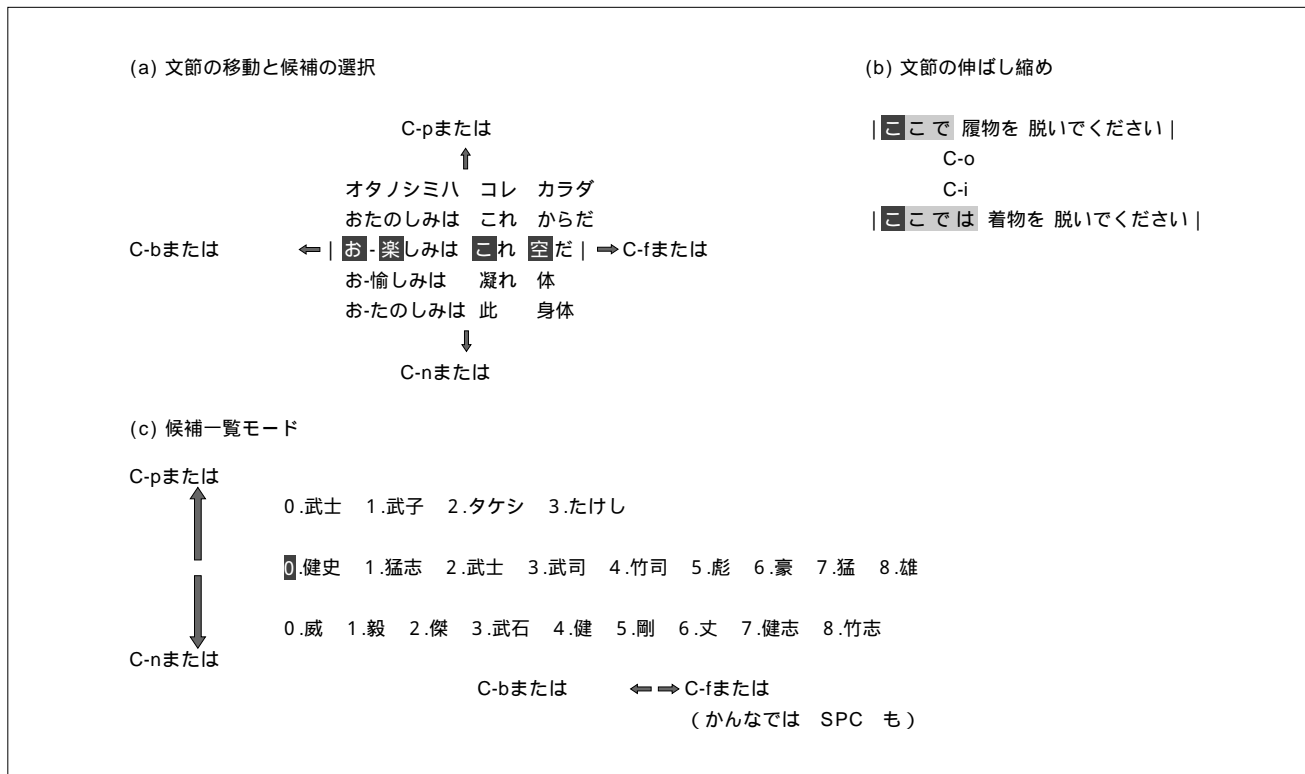 (a) 文節の移動と候補の選択
C-pまたは
オタノシミハ コレ カラダ
おたのしみは これ からだ
C-bまたは
|お-楽しみは これ 空だ|
C-fまたは
お-愉しみは 凝れ 体
お-たのしみは 此 身体
C-nまたは
(b) 文節の伸ばし縮め
|ここで 履物を 脱いでください|
C-o
C-i
|ここでは 着物を 脱いでください|
(c) 候補一覧モード
C-pまたは
0.武士 1.武子 2.タケシ 3.たけし
0.健史 1.猛志 2.武士 3.武司 4.竹司 5.彪 6.豪 7.猛 8.雄
0.威 1.毅 2.傑 3.武石 4.健 5.剛 6.丈 7.健志 8.竹志
C-nまたは
C-bまたは
C-fまたは
(かんなでは SPC も)